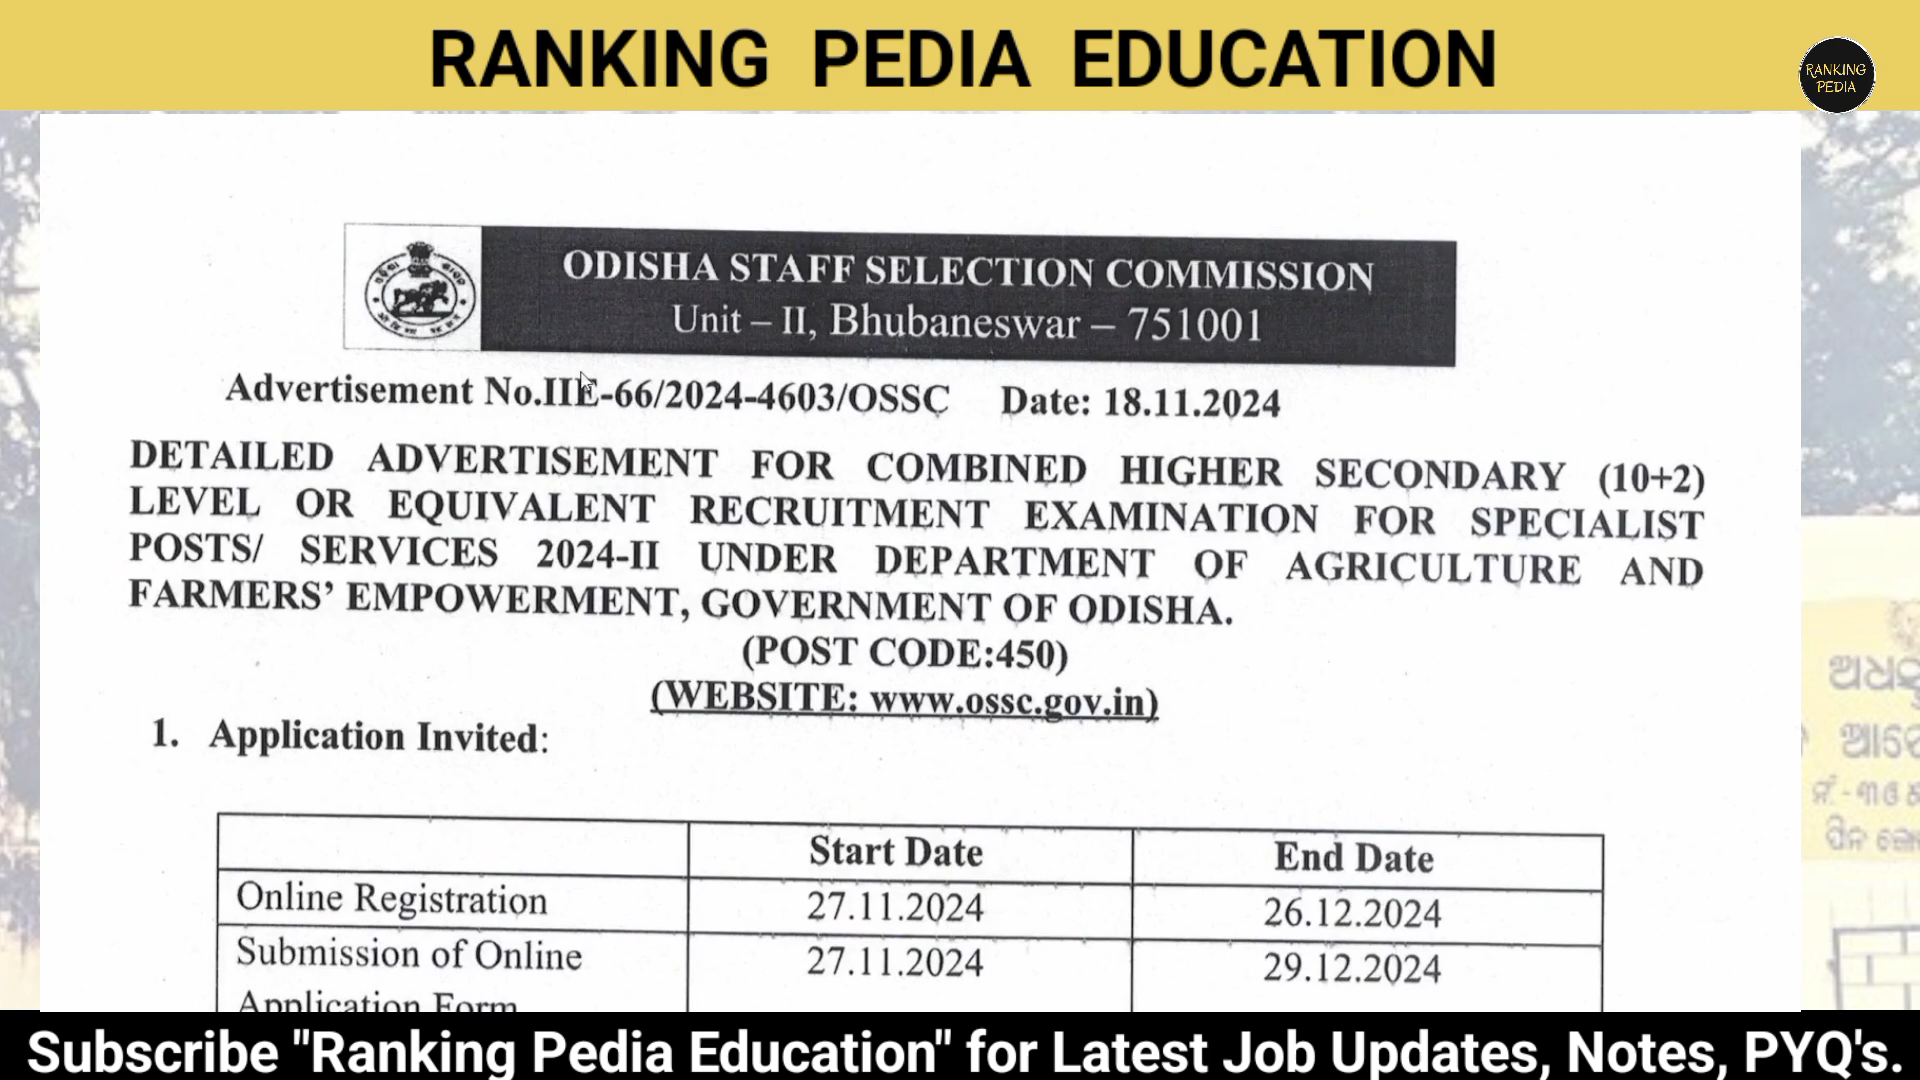 RANKING PEDIA EDUCATION
RANKING
PEDIA
ODISHA STAFF SELECTION COMMISSION
Unit – II, Bhubaneswar – 751001
Advertisement No.IIE-66/2024-4603/OSSC Date: 18.11.2024
DETAILED ADVERTISEMENT FOR COMBINED HIGHER SECONDARY (10+2)
LEVEL OR EQUIVALENT RECRUITMENT EXAMINATION FOR SPECIALIST
POSTS/ SERVICES 2024-II UNDER DEPARTMENT OF AGRICULTURE AND
FARMERS’ EMPOWERMENT, GOVERNMENT OF ODISHA.
(POST CODE:450)
(WEBSITE: www.ossc.gov.in)
1. Application Invited:
Start Date End Date
Online Registration 27.11.2024 26.12.2024
Submission of Online 27.11.2024 29.12.2024
Application Form
Subscribe "Ranking Pedia Education" for Latest Job Updates, Notes, PYQ's.